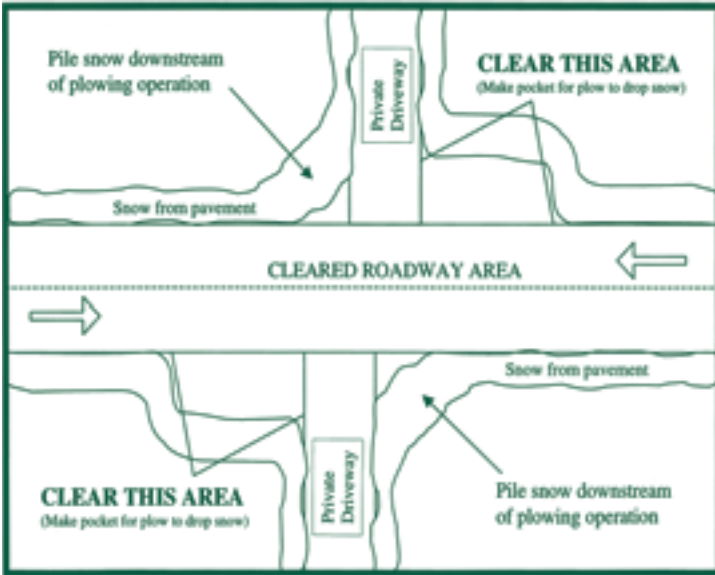 Pile snow downstream
of plowing operation
Private
Driveway
CLEAR THIS AREA
(Make pocket for plow to drop snow)
Snow from pavement
CLEARED ROADWAY AREA
Snow from pavement
CLEAR THIS AREA
(Make pocket for plow to drop snow)
Private
Driveway
Pile snow downstream
of plowing operation